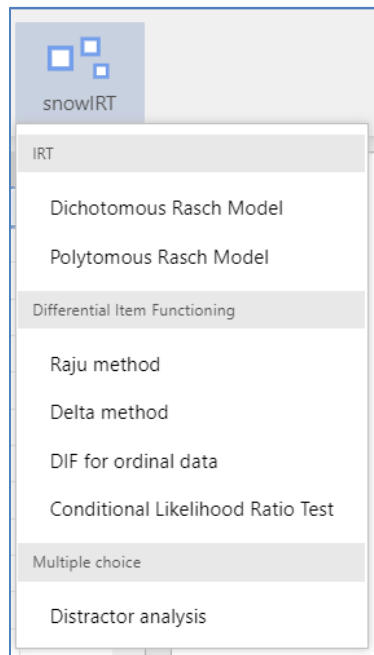 snowIRT
IRT
Dichotomous Rasch Model
Polytomous Rasch Model
Differential Item Functioning
Raju method
Delta method
DIF for ordinal data
Conditional Likelihood Ratio Test
Multiple choice
Distractor analysis